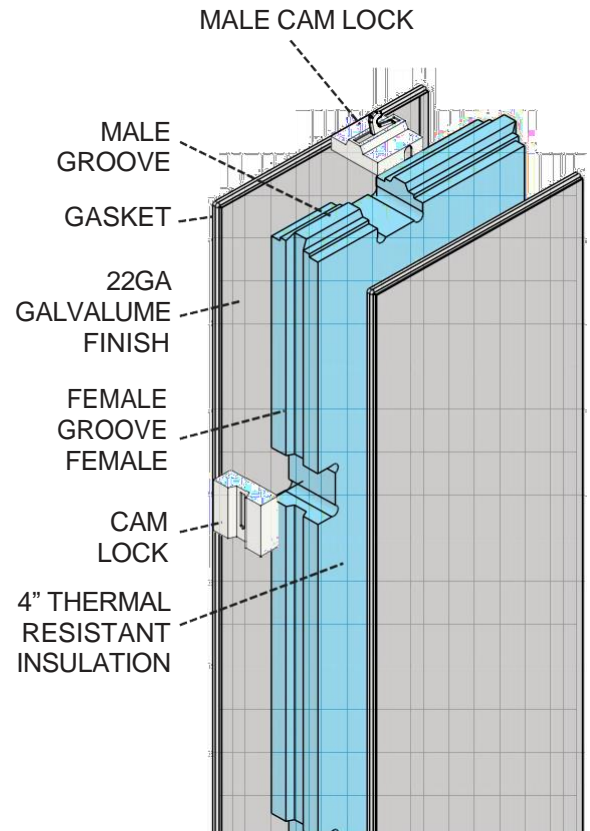 MALE CAM LOCK
MALE
GROOVE
GASKET
22GA
GALVALUME
FINISH
FEMALE
GROOVE
FEMALE
CAM
LOCK
4” THERMAL
RESISTANT
INSULATION